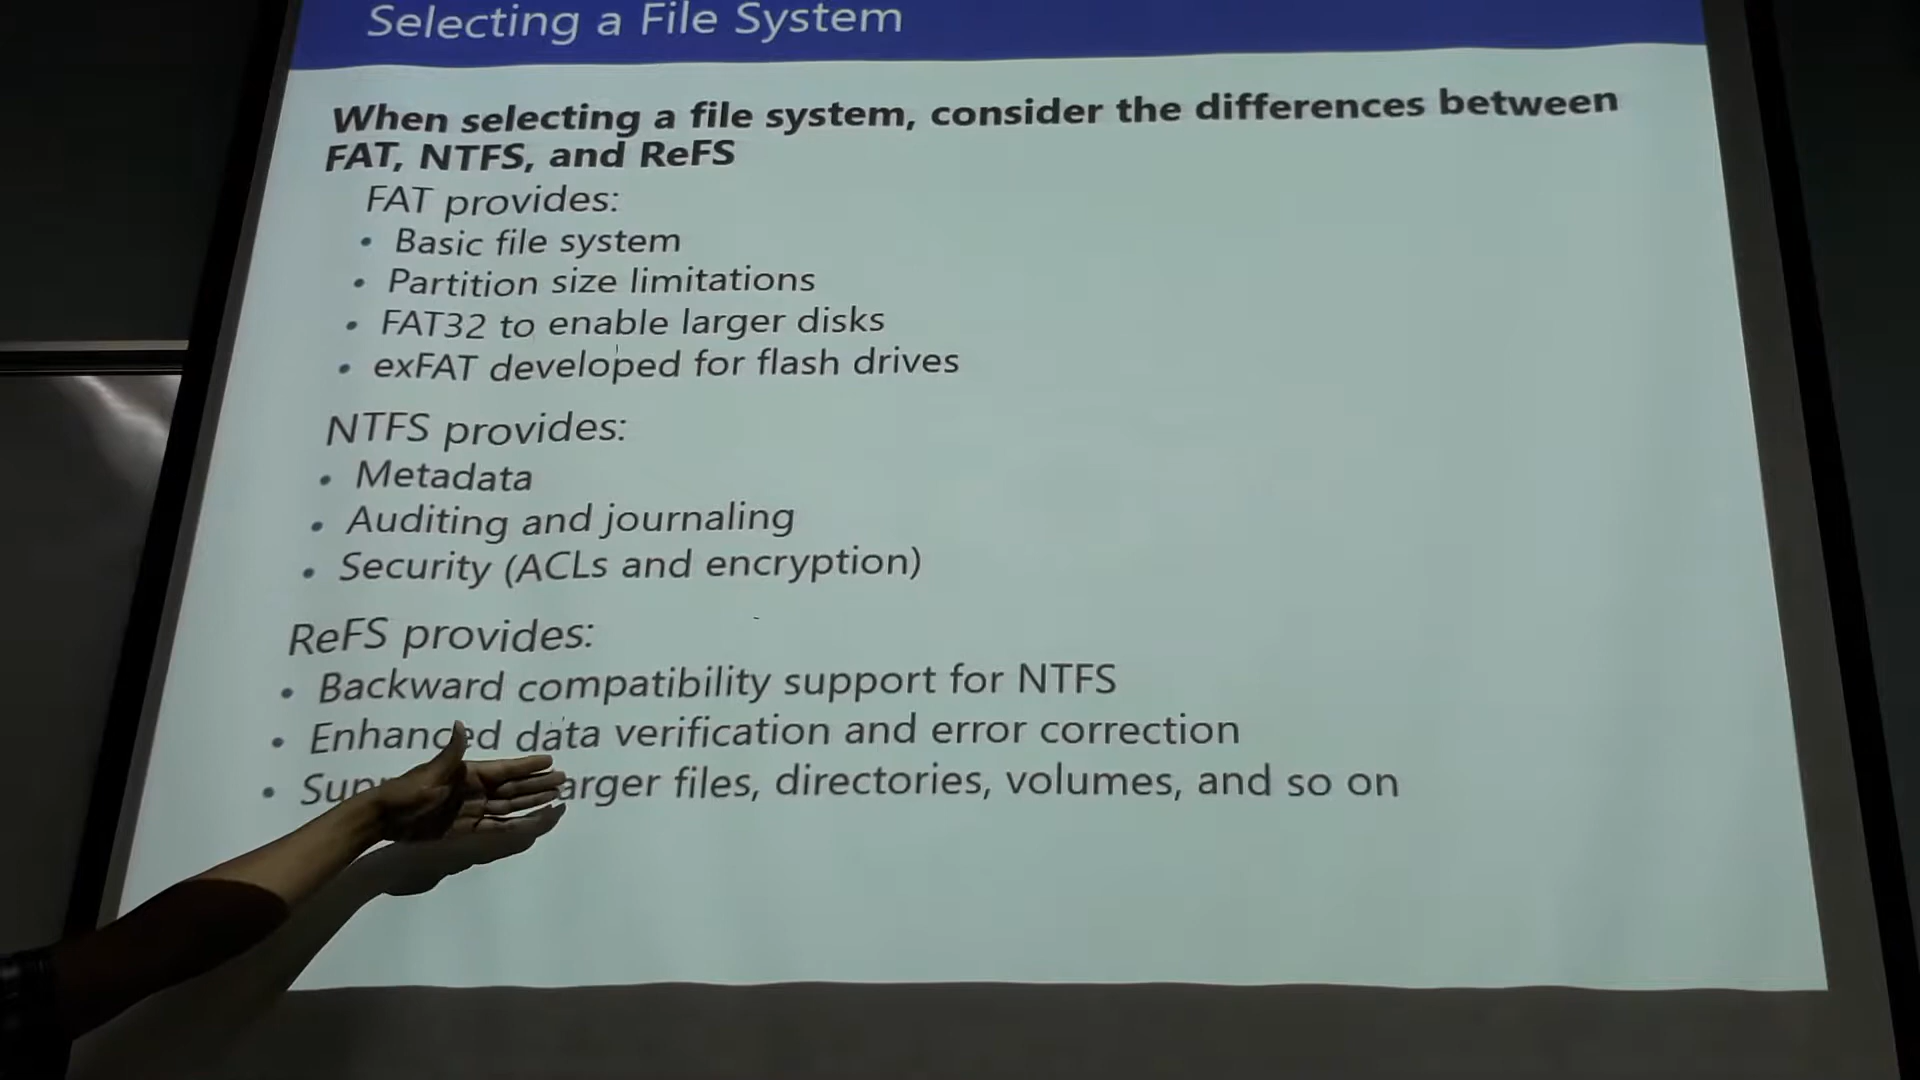 Selecting a File System
When selecting a file system, consider the differences between
FAT, NTFS, and ReFS
FAT provides:
• Basic file system
• Partition size limitations
• FAT32 to enable larger disks
• exFAT developed for flash drives
NTFS provides:
• Metadata
• Auditing and journaling
• Security (ACLs and encryption)
ReFS provides:
• Backward compatibility support for NTFS
• Enhanced data verification and error correction
• files, directories, volumes, and so on